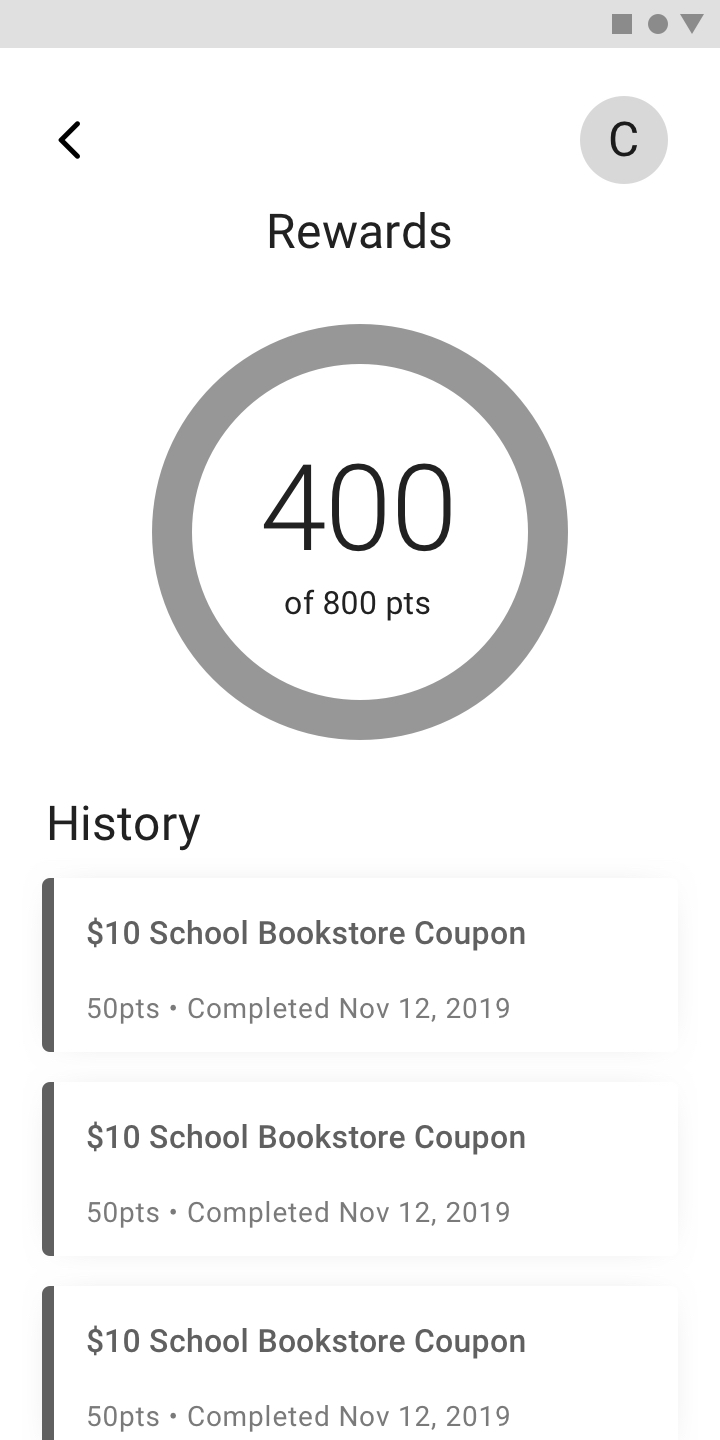 C
Rewards
400
of 800 pts
History
$10 School Bookstore Coupon
50pts • Completed Nov 12, 2019
$10 School Bookstore Coupon
50pts • Completed Nov 12, 2019
$10 School Bookstore Coupon
50pts • Completed Nov 12, 2019